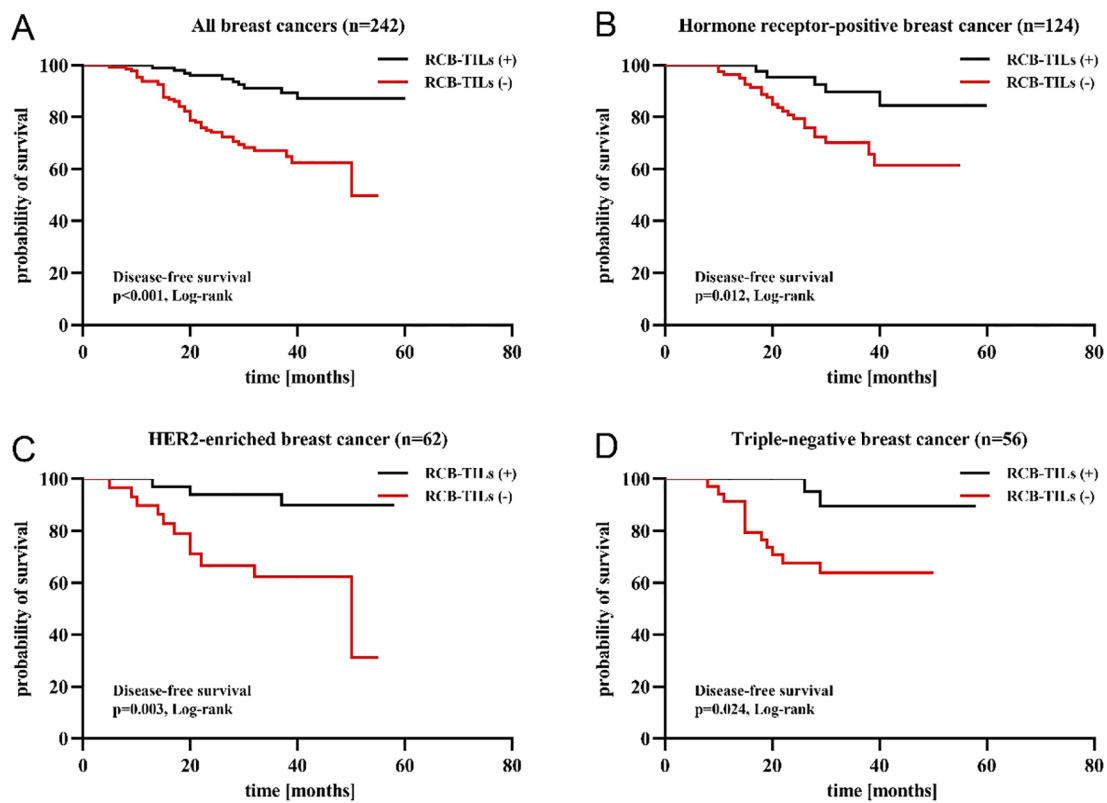 A
All breast cancers (n=242)
RCB-TILs (+)
RCB-TILs (-)
probability of survival
100
80
60
40
20
0
Disease-free survival
p<0.001, Log-rank
0 20 40 60 80
time [months]
B
Hormone receptor-positive breast cancer (n=124)
RCB-TILs (+)
RCB-TILs (-)
probability of survival
100
80
60
40
20
0
Disease-free survival
p=0.012, Log-rank
0 20 40 60 80
time [months]
C
HER2-enriched breast cancer (n=62)
RCB-TILs (+)
RCB-TILs (-)
probability of survival
100
80
60
40
20
0
Disease-free survival
p=0.003, Log-rank
0 20 40 60 80
time [months]
D
Triple-negative breast cancer (n=56)
RCB-TILs (+)
RCB-TILs (-)
probability of survival
100
80
60
40
20
0
Disease-free survival
p=0.024, Log-rank
0 20 40 60 80
time [months]